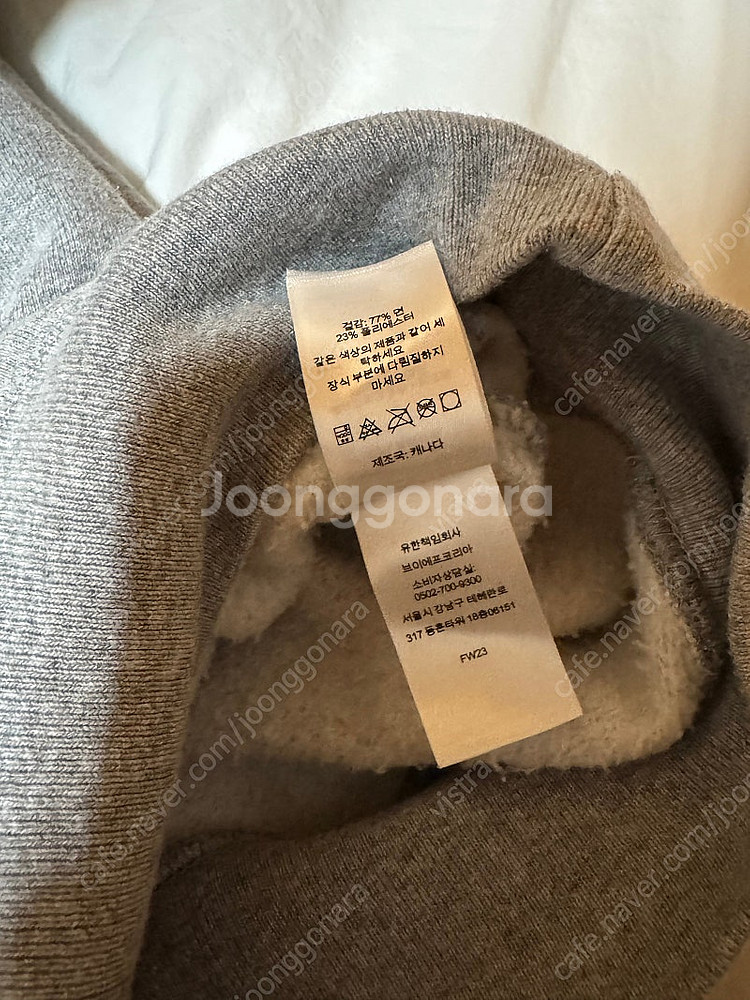 겉감: 77% 면
23% 폴리에스터
같은 색상의 제품과 같이 세
탁하세요
장식 부분에 다림질하지
마세요
제조국: 캐나다
Joonggonara
유한책임회사
브이에프코리아
소비자상담실:
0502-700-9300
서울시 강남구 테헤란로
317 동훈타워 18층06151
FW23
cafe.naver.com/joonggonara